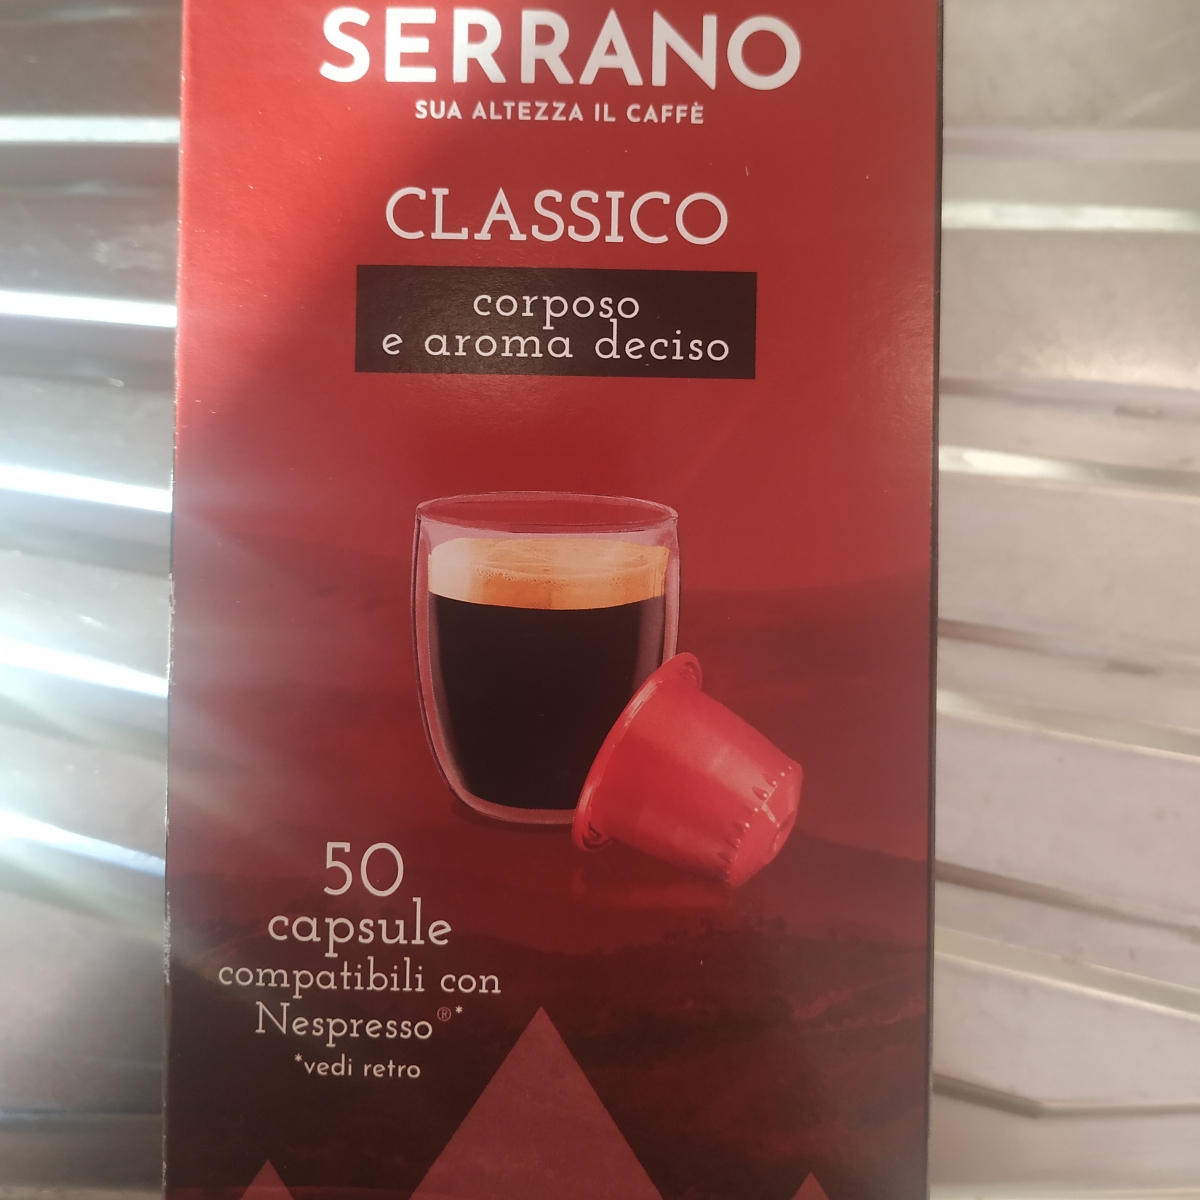 SERRANO
SUA ALTEZZA IL CAFFÈ
CLASSICO
corposo
e aroma deciso
50
capsule
compatibili con
Nespresso®*
*vedi retro